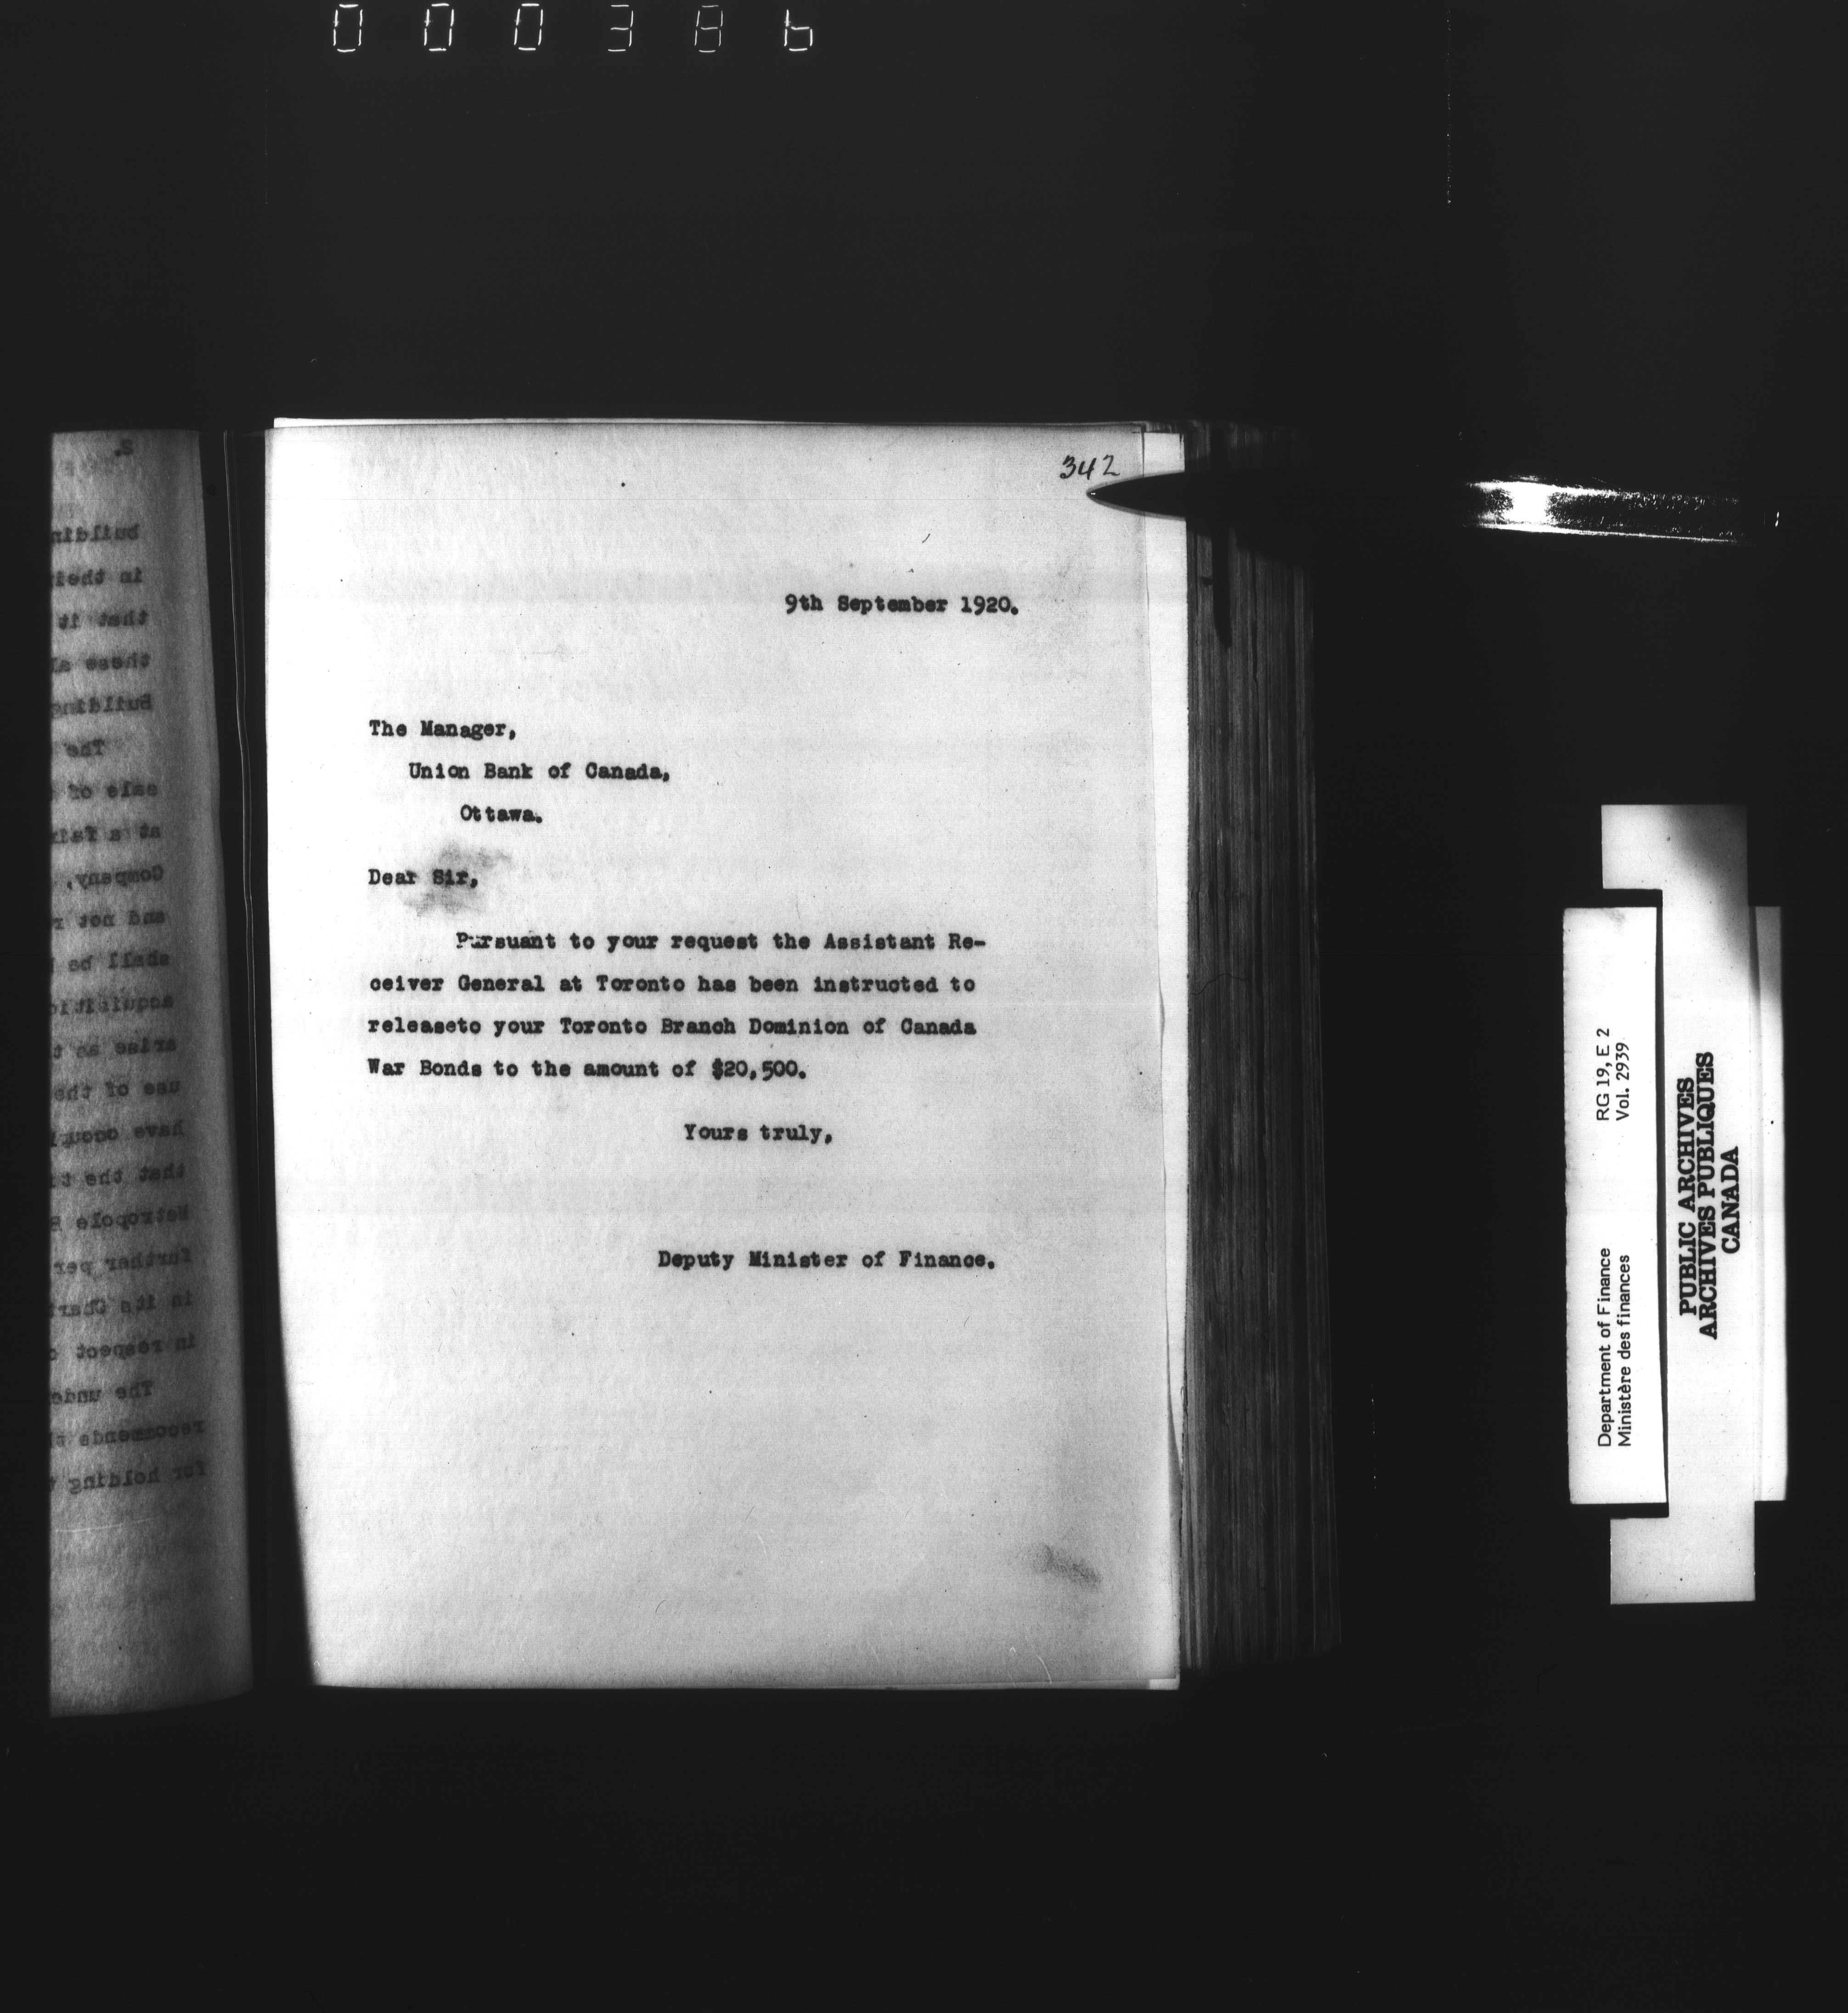 342
9th September 1920.
The Manager,
Union Bank of Canada,
Ottawa.
Dear Sir,
Pursuant to your request the Assistant Re-
ceiver General at Toronto has been instructed to
releaseto your Toronto Branch Dominion of Canada
War Bonds to the amount of $20,500.
Yours truly,
Deputy Minister of Finance.
Department of Finance RG 19, E 2
Ministère des finances Vol. 2939
PUBLIC ARCHIVES
ARCHIVES PUBLIQUES
CANADA